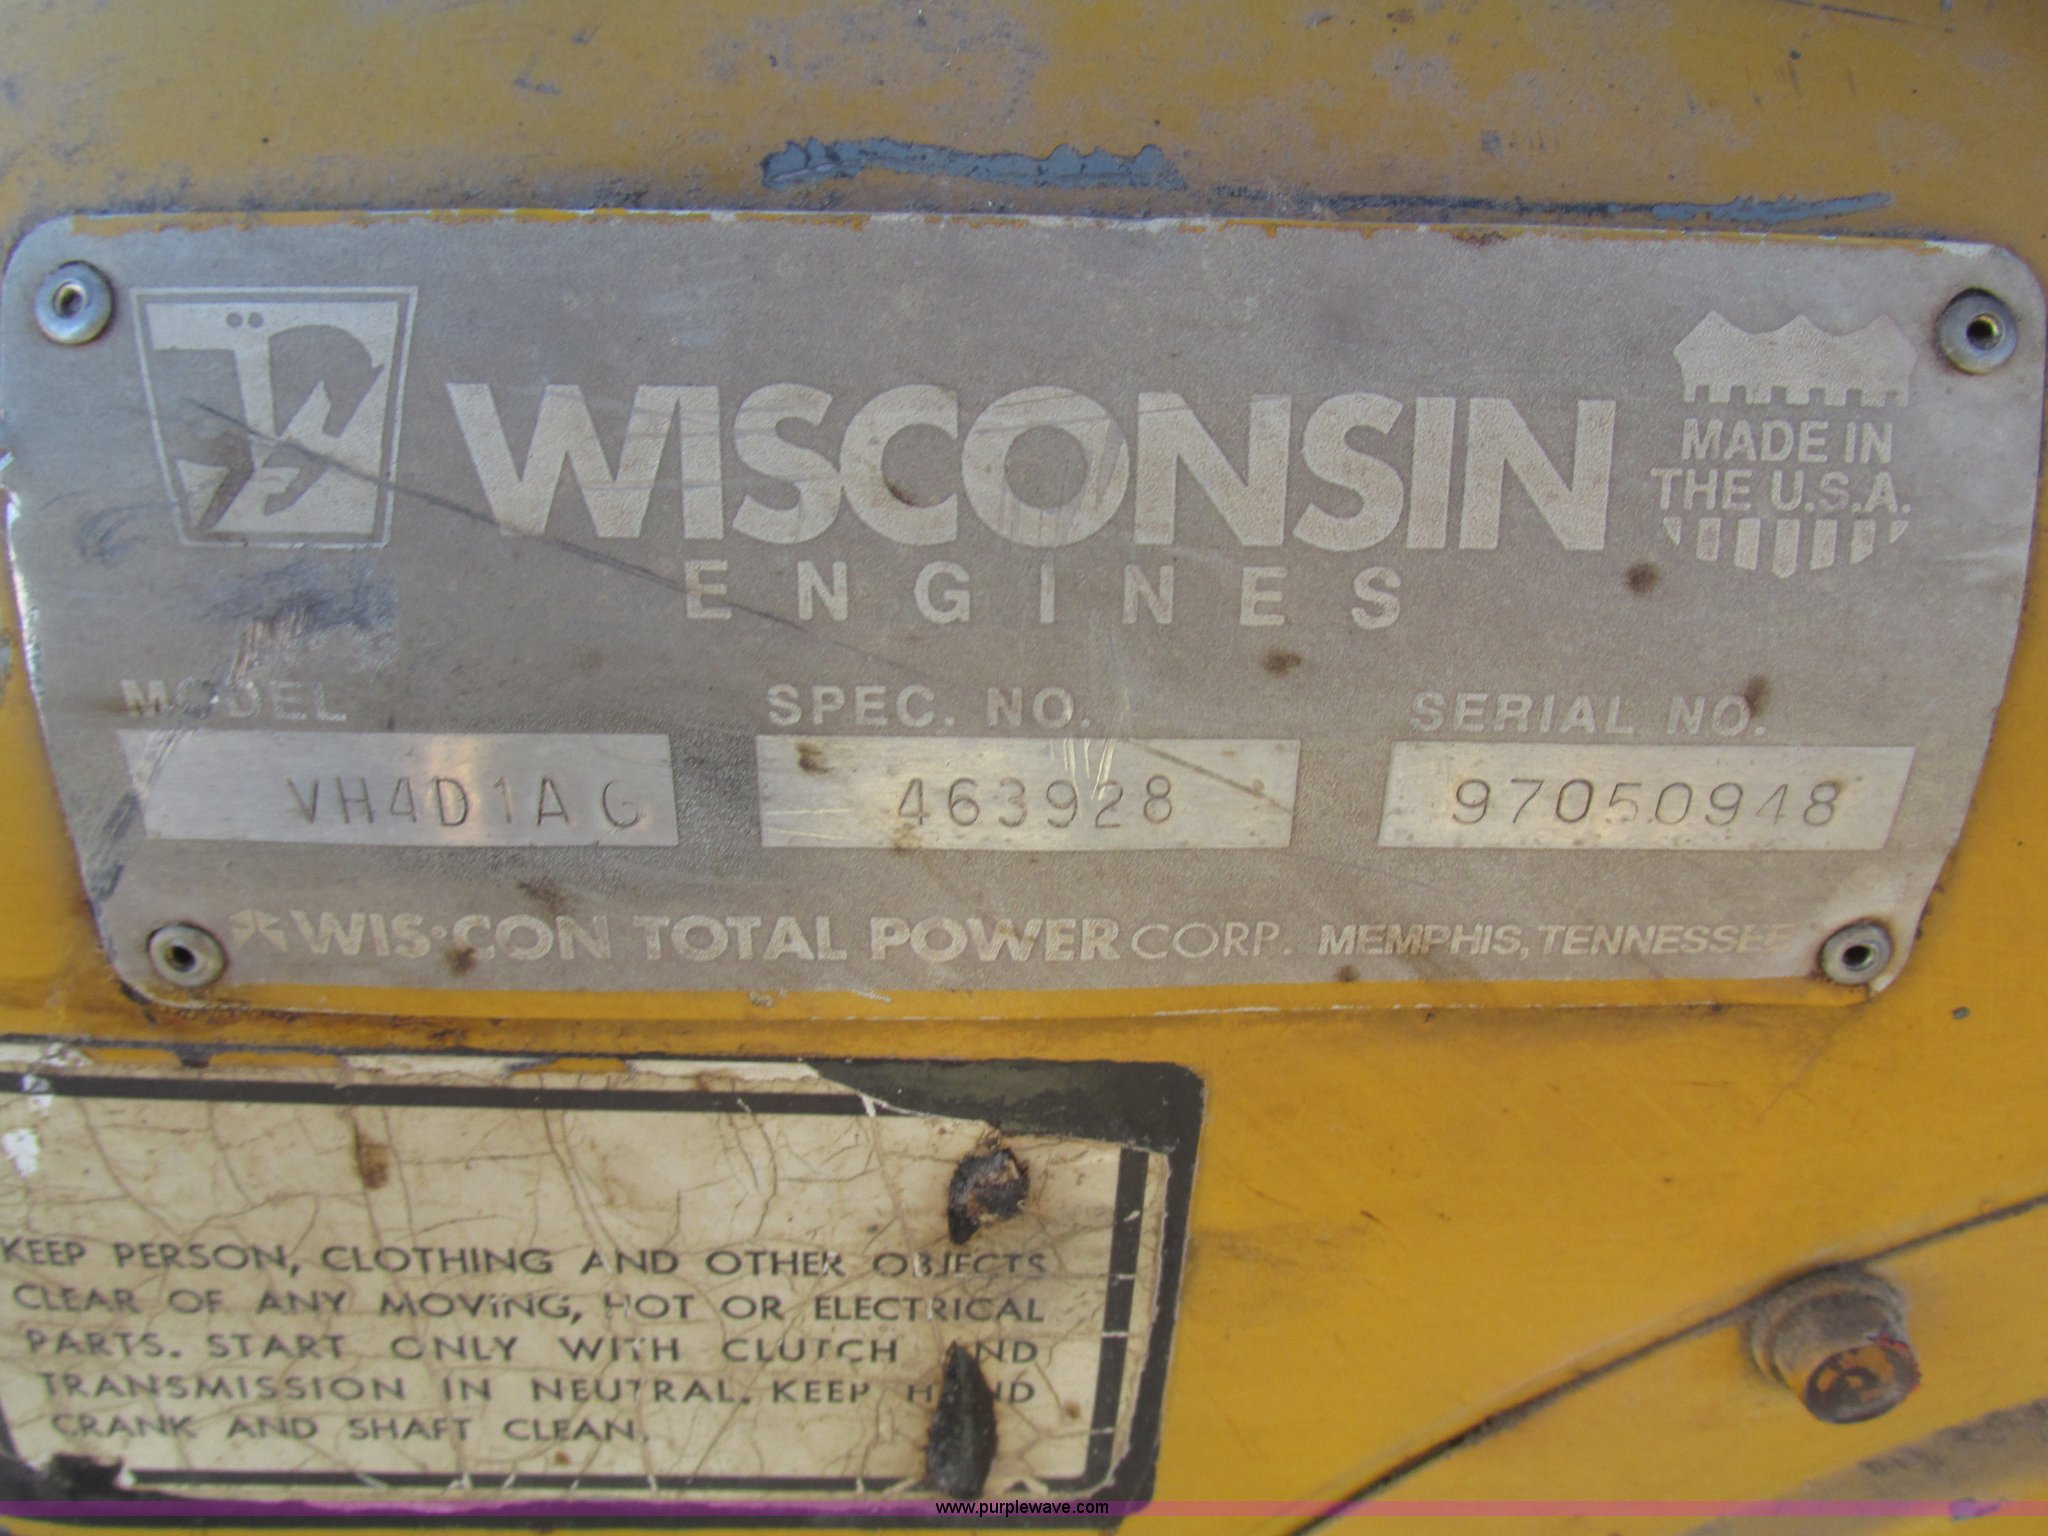 WISCONSIN
ENGINES
MADE IN
THE U.S.A.
MODEL SPEC. NO. SERIAL NO.
VH4D1AG 463928 97050948
WIS•CON TOTAL POWER CORP. MEMPHIS, TENNESSEE
KEEP PERSON, CLOTHING AND OTHER OBJECTS
CLEAR OF ANY MOVING, HOT OR ELECTRICAL
PARTS. START ONLY WITH CLUTCH AND
TRANSMISSION IN NEUTRAL. KEEP HAND
CRANK AND SHAFT CLEAN.
www.purplewave.com